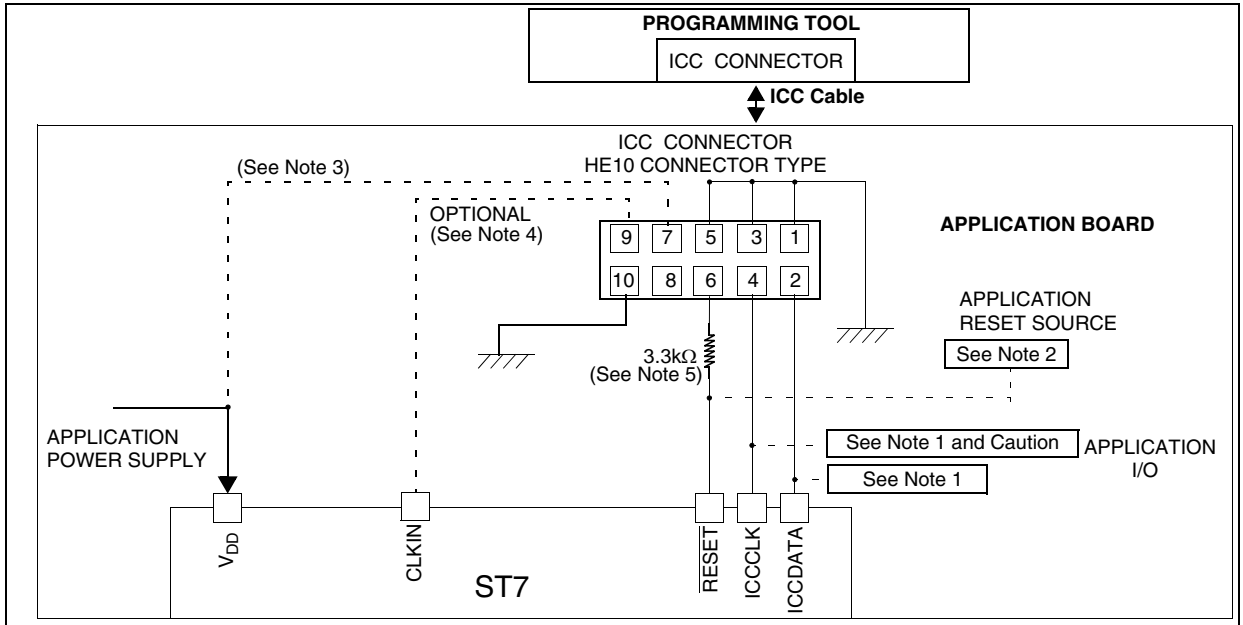 PROGRAMMING TOOL
ICC CONNECTOR
ICC Cable
ICC CONNECTOR
HE10 CONNECTOR TYPE
(See Note 3)
OPTIONAL
(See Note 4)
9 7 5 3 1
10 8 6 4 2
APPLICATION BOARD
APPLICATION
RESET SOURCE
See Note 2
3.3kΩ
(See Note 5)
APPLICATION
POWER SUPPLY
See Note 1 and Caution
See Note 1
APPLICATION
I/O
VDD
CLKIN
RESET
ICCCLK
ICCDATA
ST7